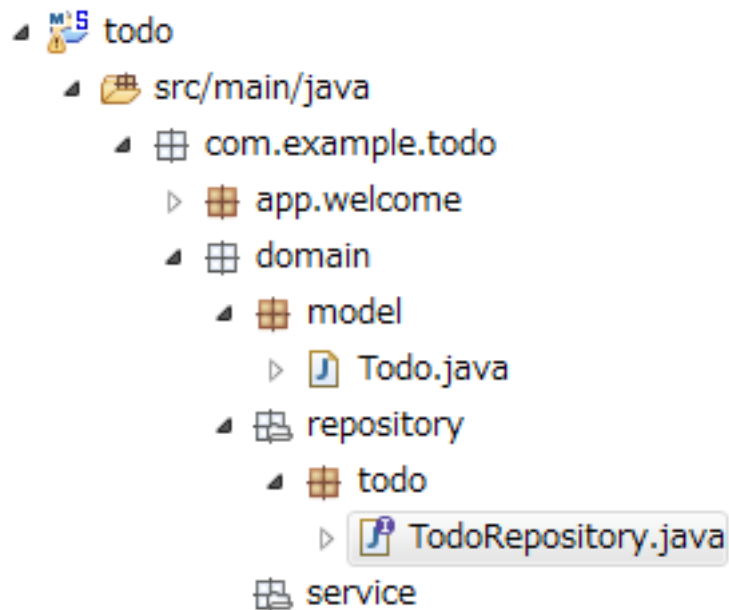 todo
src/main/java
com.example.todo
app.welcome
domain
model
Todo.java
repository
todo
TodoRepository.java
service